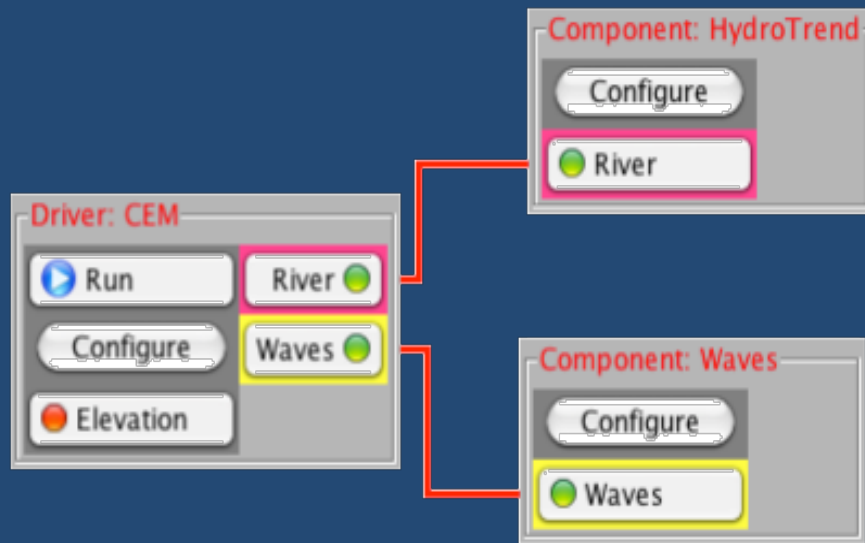 Component: HydroTrend
Configure
River
Driver: CEM
Run
River
Configure
Waves
Elevation
Component: Waves
Configure
Waves